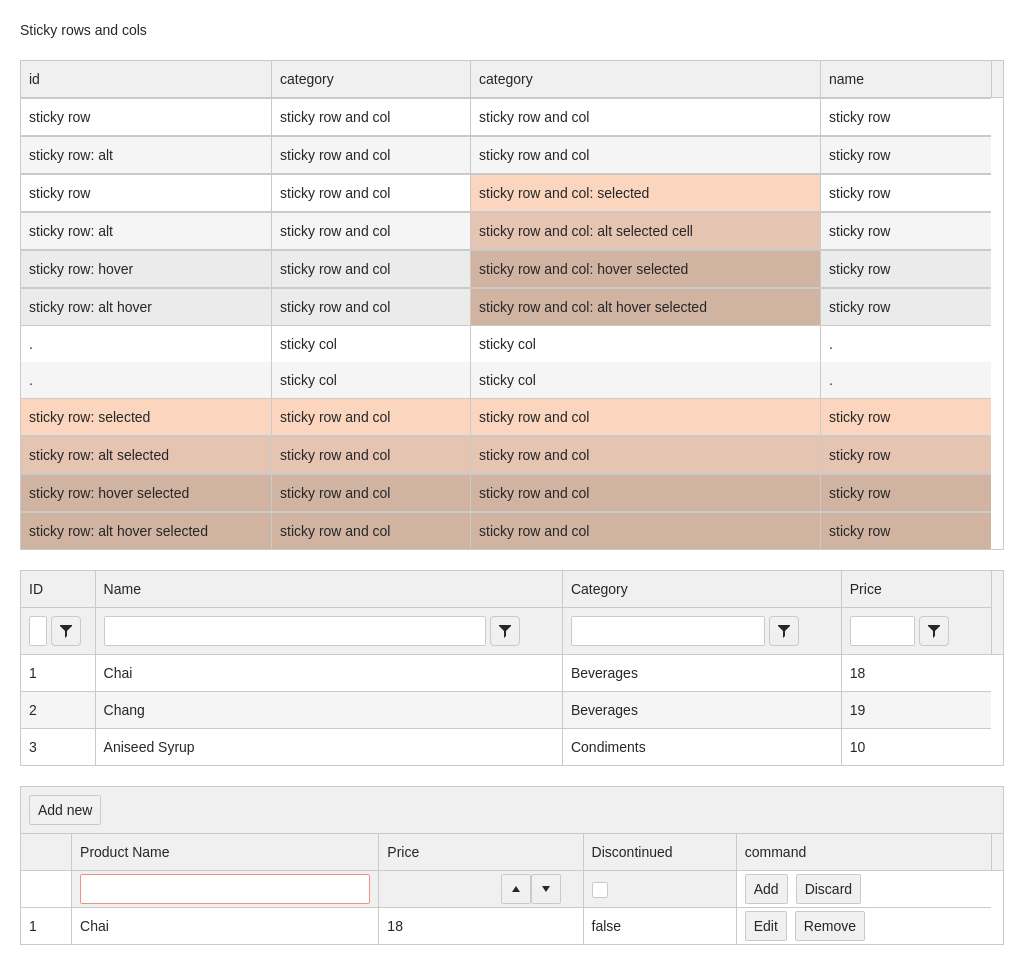 Sticky rows and cols
id category category name
sticky row sticky row and col sticky row and col sticky row
sticky row: alt sticky row and col sticky row and col sticky row
sticky row sticky row and col sticky row and col: selected sticky row
sticky row: alt sticky row and col sticky row and col: alt selected cell sticky row
sticky row: hover sticky row and col sticky row and col: hover selected sticky row
sticky row: alt hover sticky row and col sticky row and col: alt hover selected sticky row
. sticky col sticky col .
. sticky col sticky col .
sticky row: selected sticky row and col sticky row and col sticky row
sticky row: alt selected sticky row and col sticky row and col sticky row
sticky row: hover selected sticky row and col sticky row and col sticky row
sticky row: alt hover selected sticky row and col sticky row and col sticky row
ID Name Category Price
1 Chai Beverages 18
2 Chang Beverages 19
3 Aniseed Syrup Condiments 10
Add new
Product Name Price Discontinued command
Add Discard
1 Chai 18 false Edit Remove